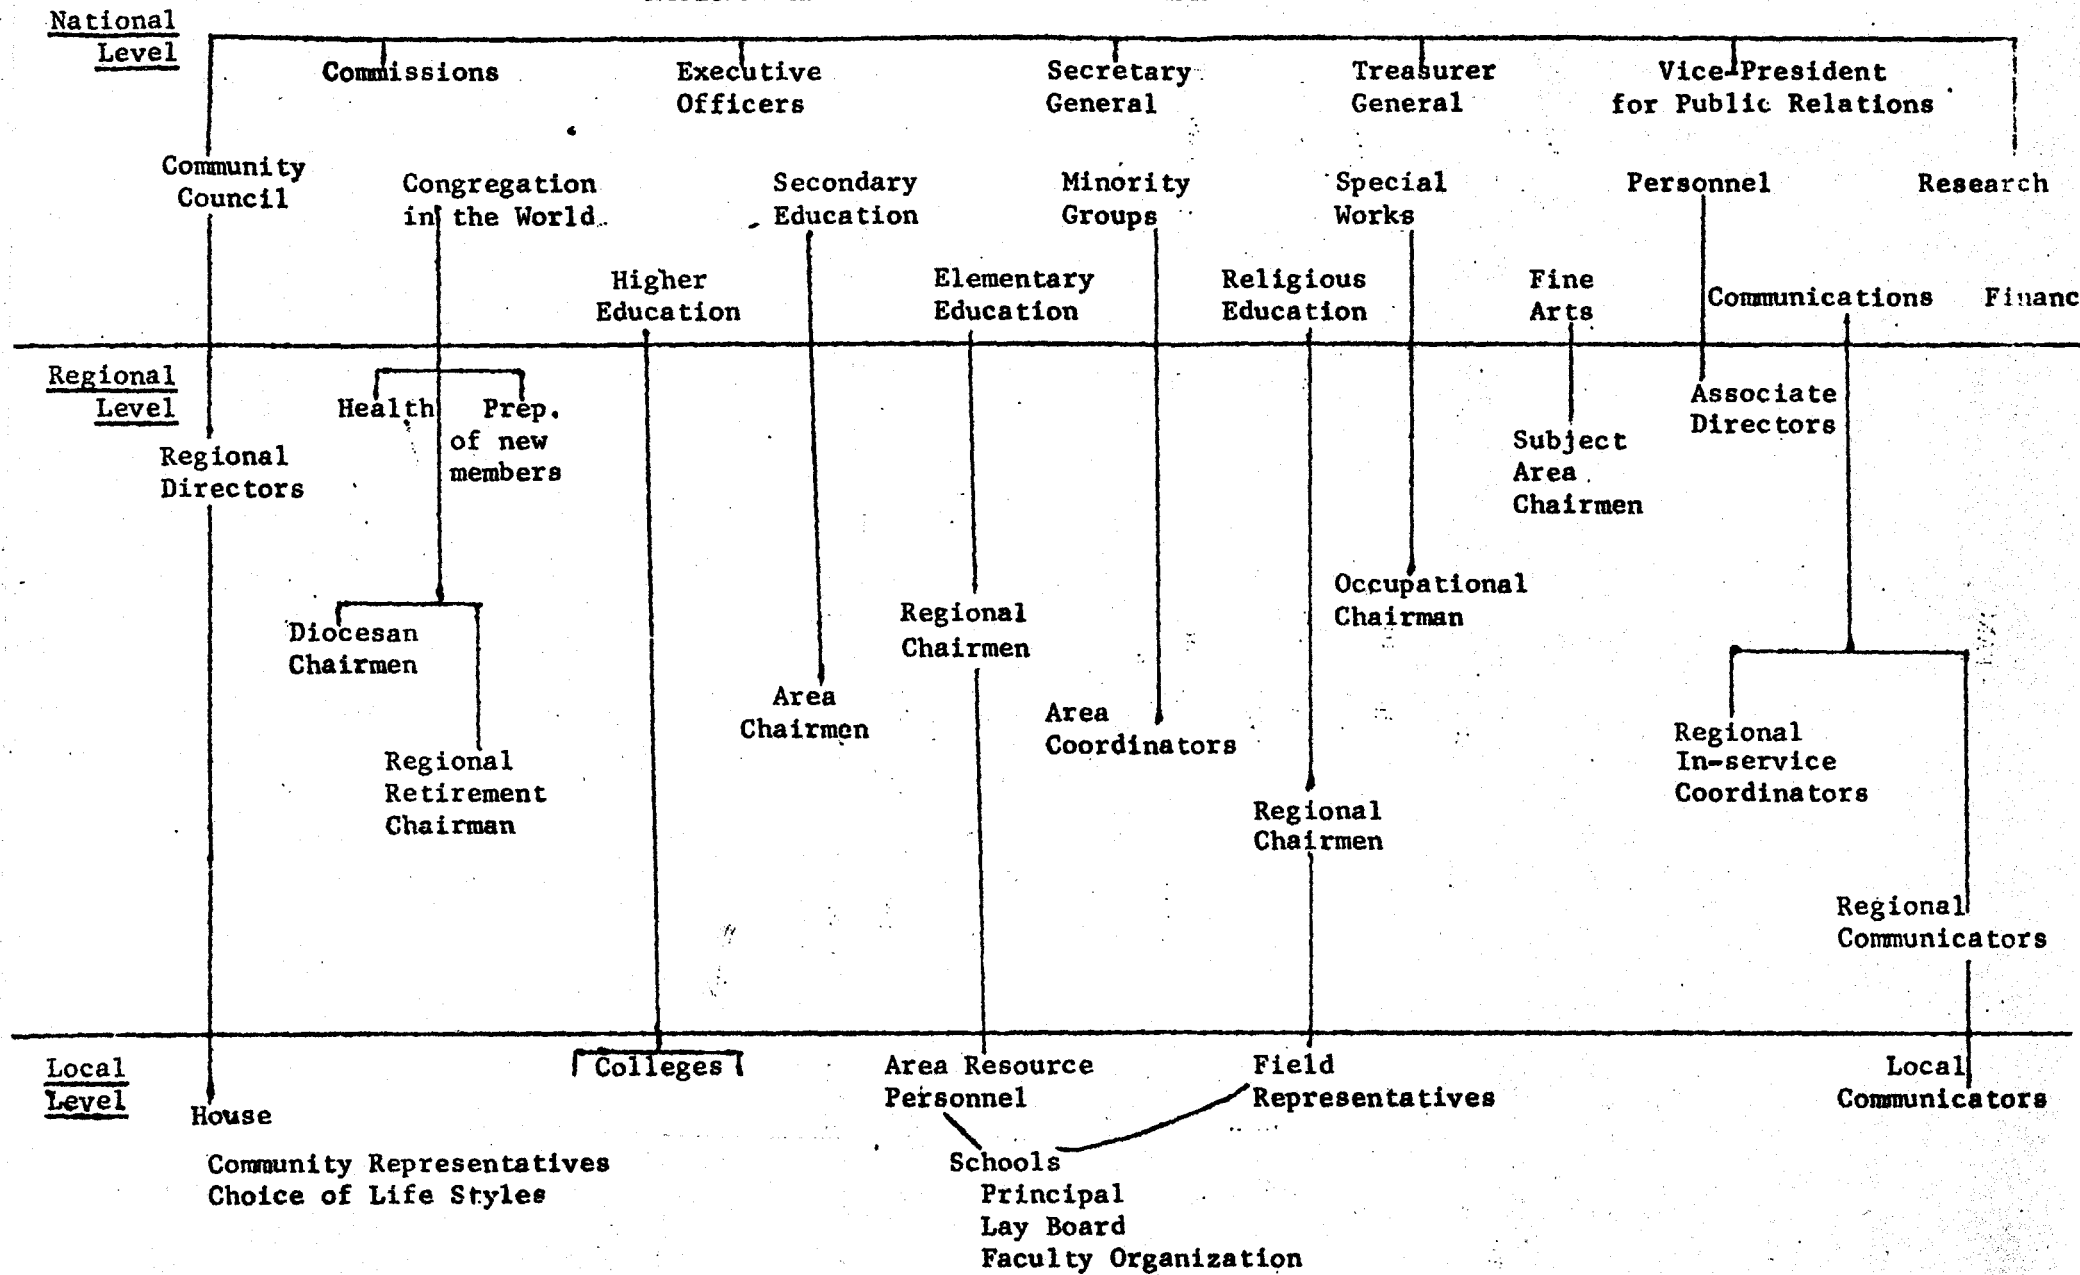 National
Level
Commissions
Executive
Officers
Secretary
General
Treasurer
General
Vice-President
for Public Relations
Community
Council
Congregation
in the World
Secondary
Education
Minority
Groups
Special
Works
Personnel
Research
Higher
Education
Elementary
Education
Religious
Education
Fine
Arts
Communications
Financ
Regional
Level
Health
Prep.
of new
members
Associate
Directors
Regional
Directors
Subject
Area
Chairmen
Occupational
Chairman
Diocesan
Chairmen
Regional
Chairmen
Area
Chairmen
Area
Coordinators
Regional
In-service
Coordinators
Regional
Retirement
Chairman
Regional
Chairmen
Regional
Communicators
Local
Level
House
Community Representatives
Choice of Life Styles
Colleges
Area Resource
Personnel
Field
Representatives
Schools
Principal
Lay Board
Faculty Organization
Local
Communicators